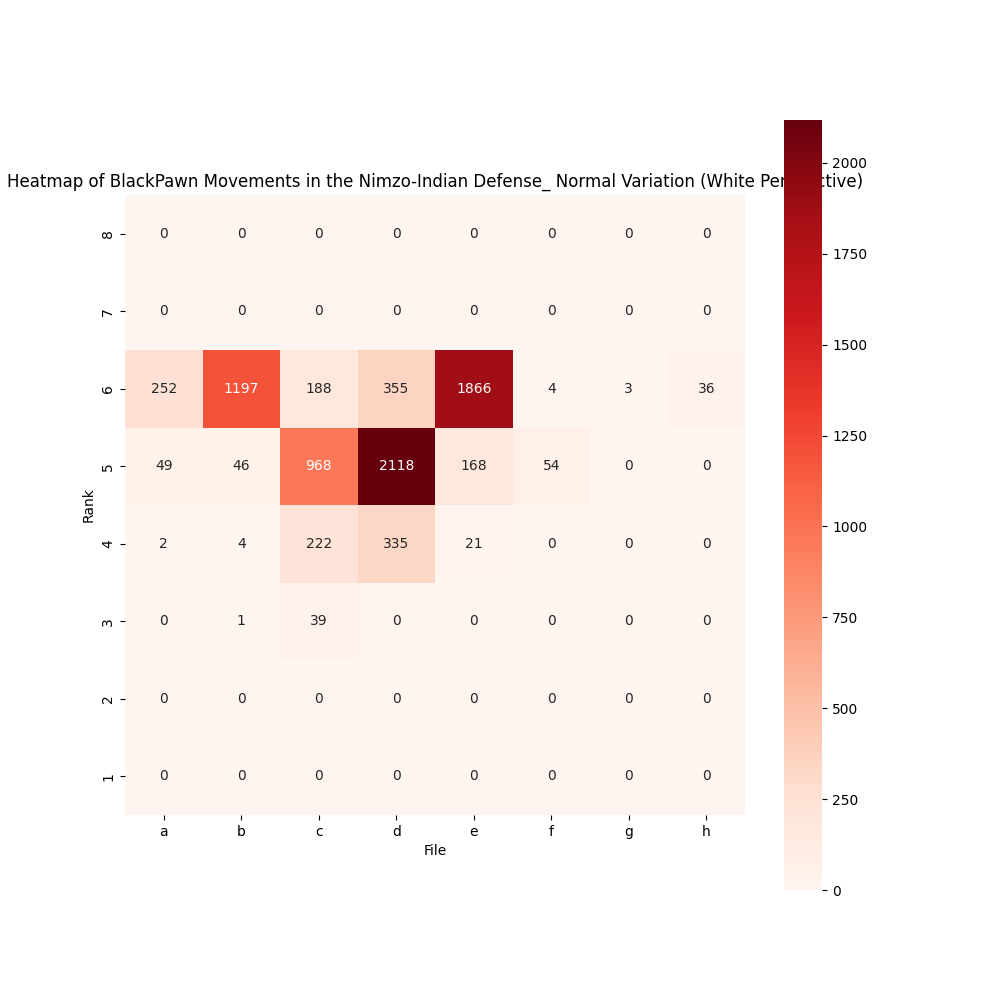 Heatmap of BlackPawn Movements in the Nimzo-Indian Defense_ Normal Variation (White Per ctive)
8 0 0 0 0 0 0 0 0
7 0 0 0 0 0 0 0 0
6 252 1197 188 355 1866 4 3 36
5 49 46 968 2118 168 54 0 0
4 2 4 222 335 21 0 0 0
3 0 1 39 0 0 0 0 0
2 0 0 0 0 0 0 0 0
1 0 0 0 0 0 0 0 0
a b c d e f g h
File
Rank
2000
1750
1500
1250
1000
750
500
250
0